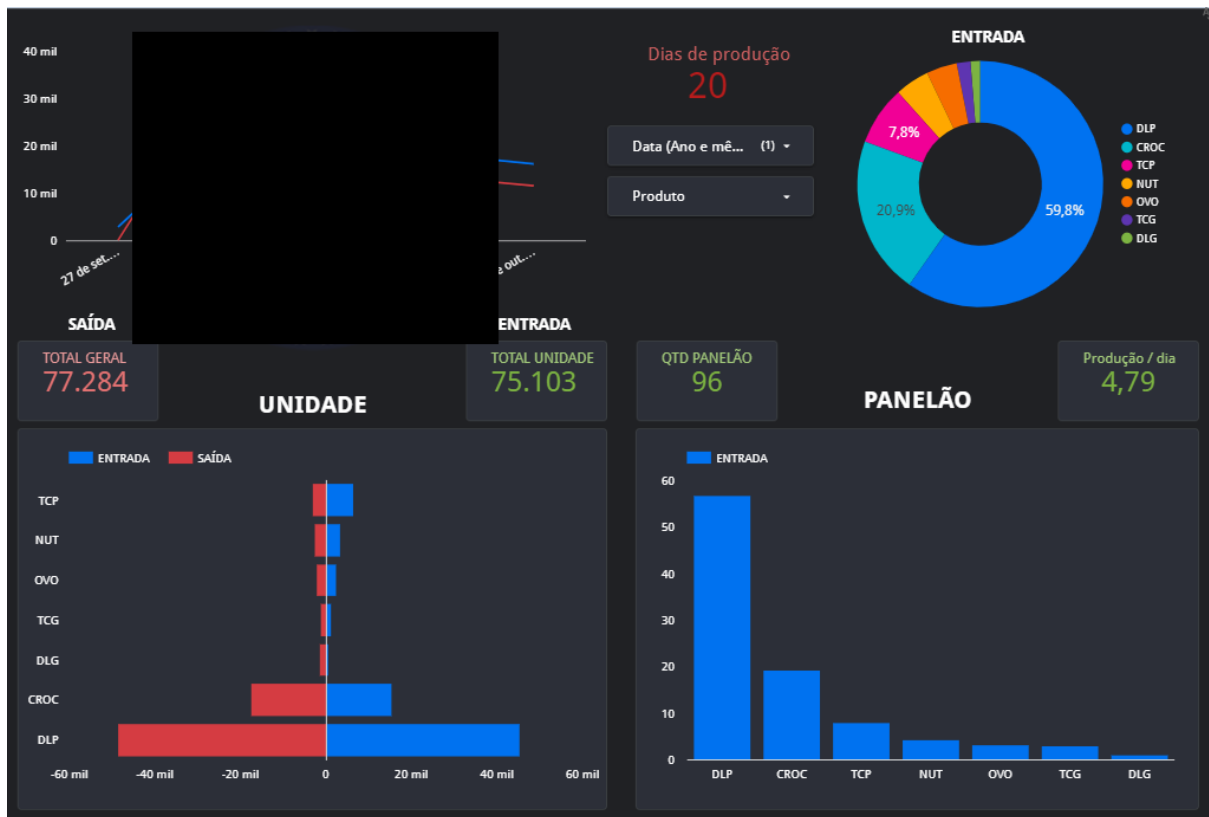 40 mil
30 mil
20 mil
10 mil
0
27 de set....
e out....
Dias de produção
20
Data (Ano e mê... (1)
Produto
ENTRADA
7,8%
20,9%
59,8%
DLP
CROC
TCP
NUT
OVO
TCG
DLG
SAÍDA
ENTRADA
TOTAL GERAL
77.284
UNIDADE
TOTAL UNIDADE
75.103
QTD PANELÃO
96
PANELÃO
Produção / dia
4,79
ENTRADA SAÍDA
TCP
NUT
OVO
TCG
DLG
CROC
DLP
-60 mil -40 mil -20 mil 0 20 mil 40 mil 60 mil
ENTRADA
60
50
40
30
20
10
0
DLP CROC TCP NUT OVO TCG DLG